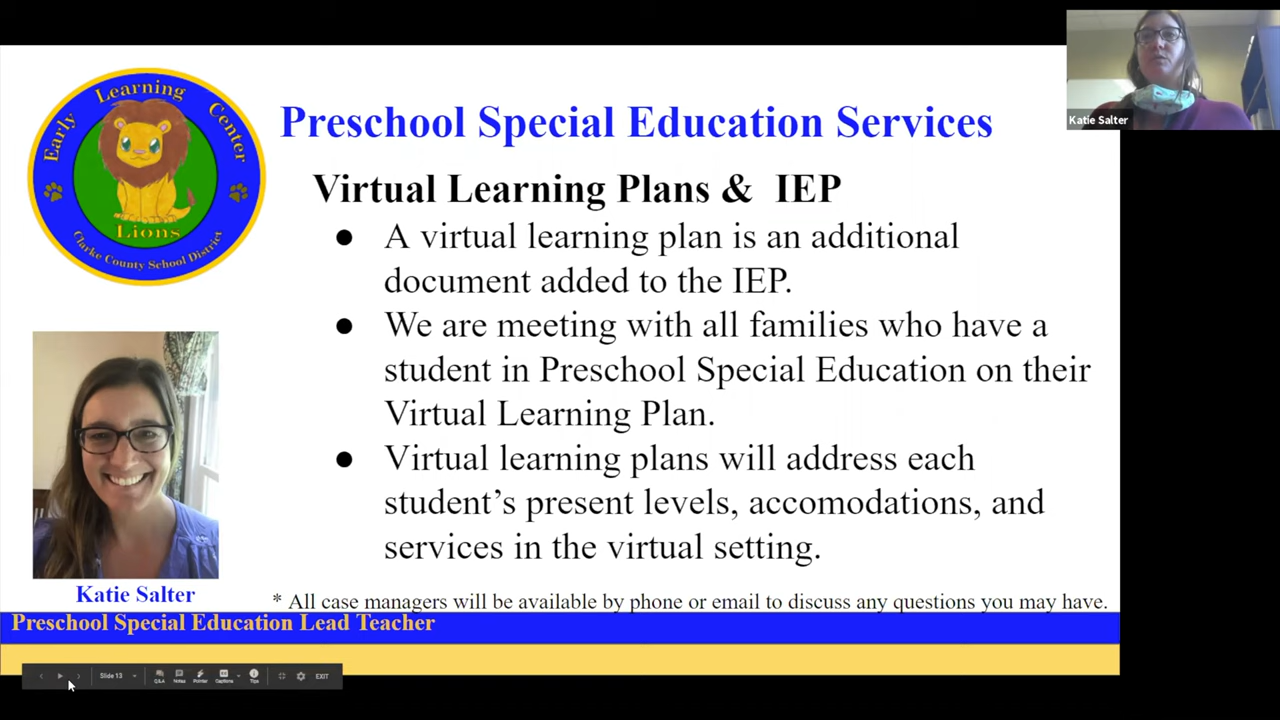 Early Learning Center
Lions
Clarke County School District
Preschool Special Education Services
Katie Salter
Virtual Learning Plans & IEP
● A virtual learning plan is an additional
document added to the IEP.
● We are meeting with all families who have a
student in Preschool Special Education on their
Virtual Learning Plan.
● Virtual learning plans will address each
student's present levels, accomodations, and
services in the virtual setting.
Katie Salter
* All case managers will be available by phone or email to discuss any questions you may have.
Preschool Special Education Lead Teacher
Slide 13
Q&A Notes Pointer Captions Tips EXIT